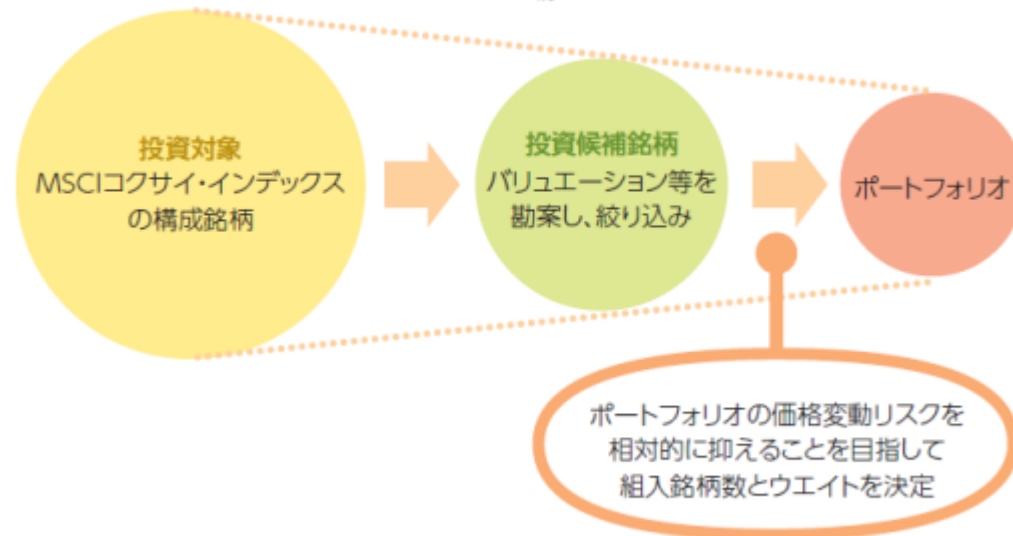 投資対象
MSCIコクサイ・インデックス
の構成銘柄
投資候補銘柄
バリュエーション等を
勘案し、絞り込み
ポートフォリオ
ポートフォリオの価格変動リスクを
相対的に抑えることを目指して
組入銘柄数とウエイトを決定